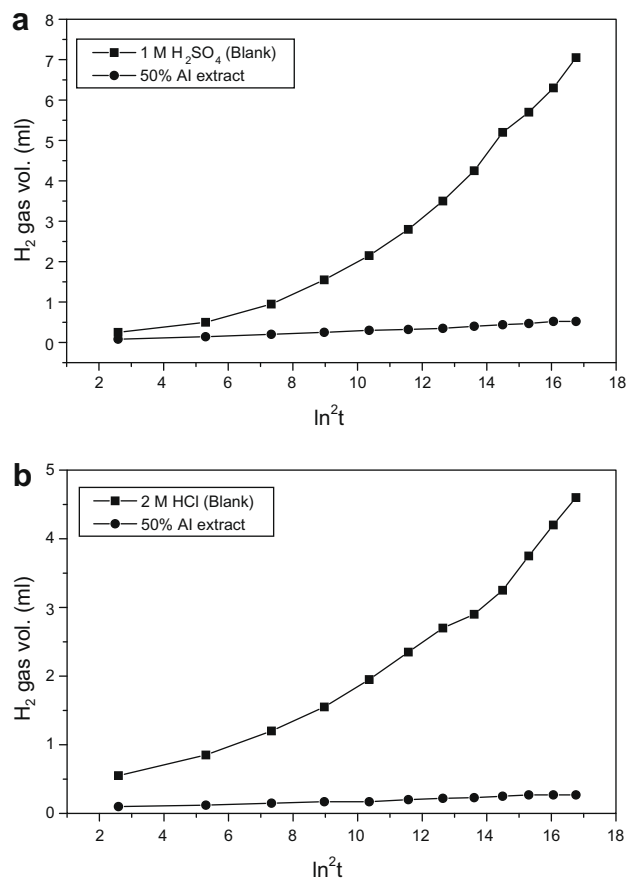 a
8
7
6
5
4
3
2
1
0
H₂ gas vol. (ml)
1 M H₂SO₄ (Blank)
50% AI extract
2 4 6 8 10 12 14 16 18
ln²t
b
5
4
3
2
1
0
H₂ gas vol. (ml)
2 M HCl (Blank)
50% AI extract
2 4 6 8 10 12 14 16 18
ln²t